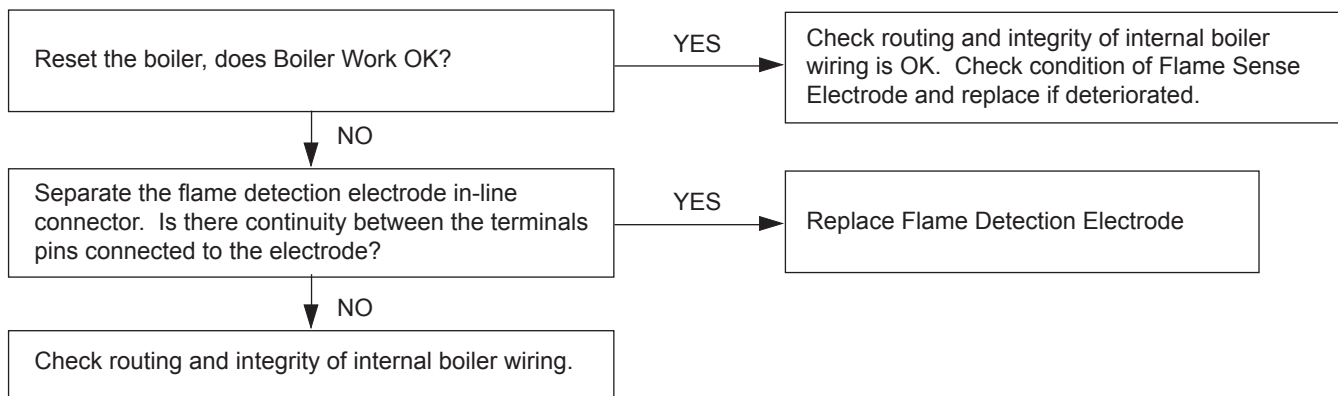 Reset the boiler, does Boiler Work OK?
YES
Check routing and integrity of internal boiler
wiring is OK.  Check condition of Flame Sense
Electrode and replace if deteriorated.
NO
Separate the flame detection electrode in-line
connector.  Is there continuity between the terminals
pins connected to the electrode?
YES
Replace Flame Detection Electrode
NO
Check routing and integrity of internal boiler wiring.